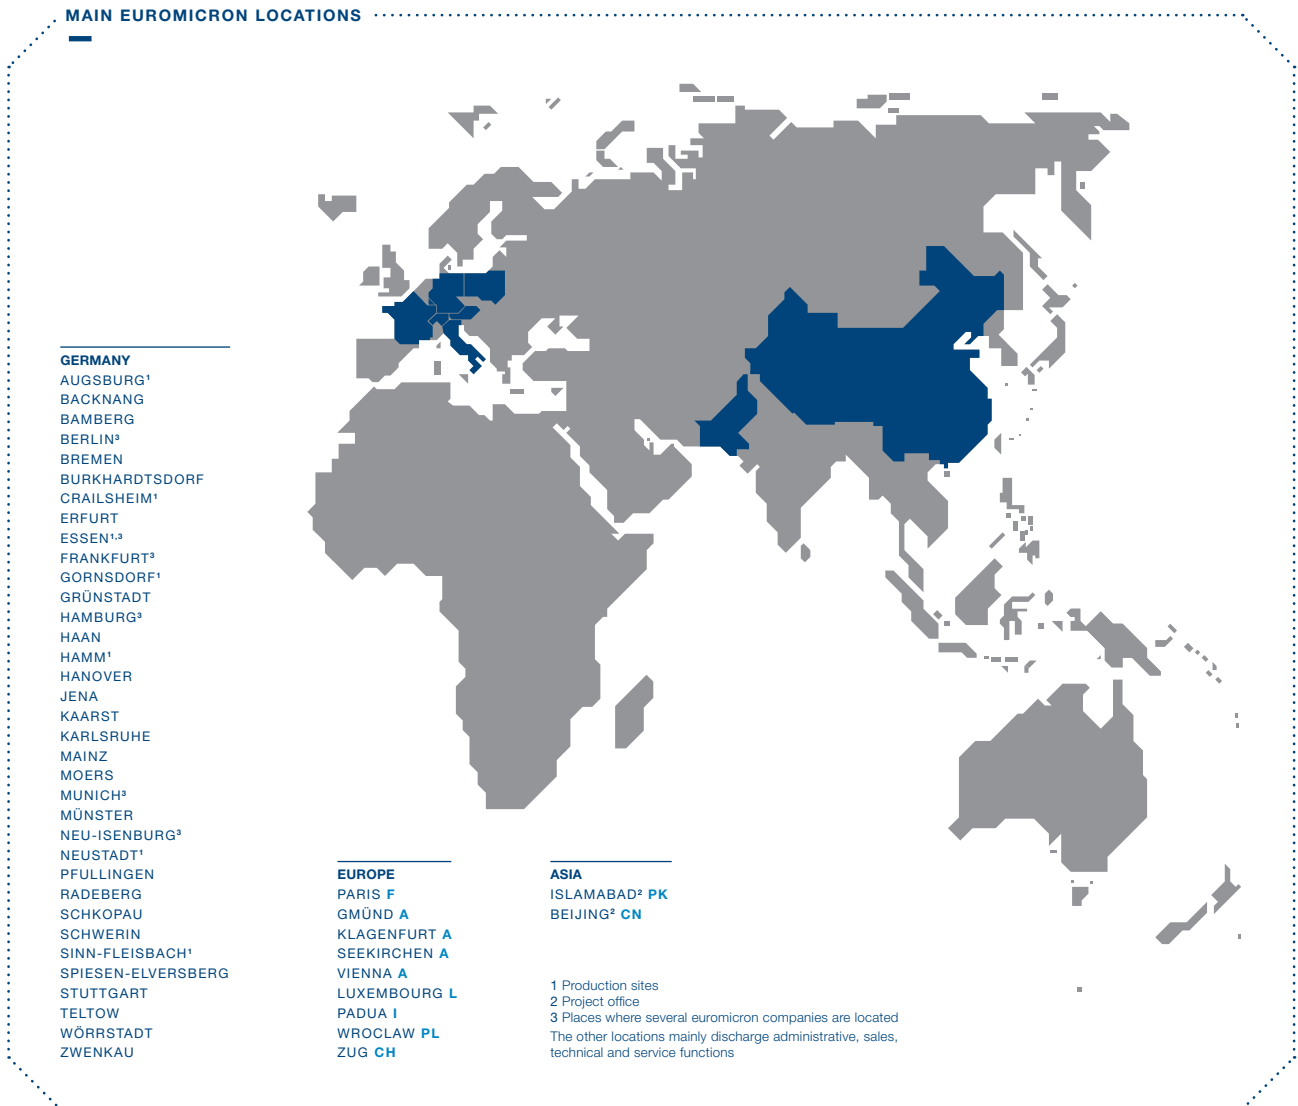 MAIN EUROMICRON LOCATIONS
GERMANY
AUGSBURG¹
BACKNANG
BAMBERG
BERLIN³
BREMEN
BURKHARDTSDORF
CRAILSHEIM¹
ERFURT
ESSEN¹·³
FRANKFURT³
GORNSDORF¹
GRÜNSTADT
HAMBURG³
HAAN
HAMM¹
HANOVER
JENA
KAARST
KARLSRUHE
MAINZ
MOERS
MUNICH³
MÜNSTER
NEU-ISENBURG³
NEUSTADT¹
PFULLINGEN
RADEBERG
SCHKOPAU
SCHWERIN
SINN-FLEISBACH¹
SPIESEN-ELVERSBERG
STUTTGART
TELTOW
WÖRRSTADT
ZWENKAU
EUROPE
PARIS F
GMÜND A
KLAGENFURT A
SEEKIRCHEN A
VIENNA A
LUXEMBOURG L
PADUA I
WROCLAW PL
ZUG CH
ASIA
ISLAMABAD² PK
BEIJING² CN
1 Production sites
2 Project office
3 Places where several euromicron companies are located
The other locations mainly discharge administrative, sales,
technical and service functions